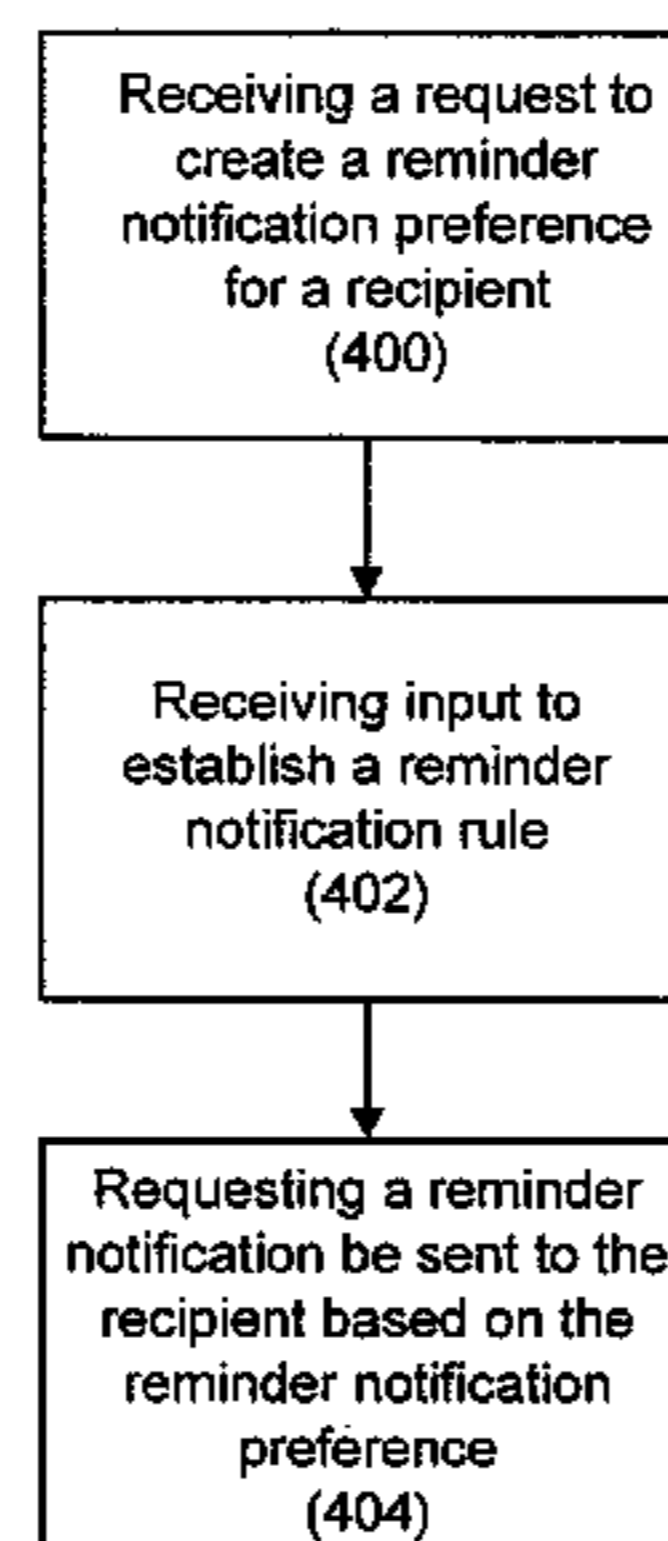 Receiving a request to
create a reminder
notification preference
for a recipient
(400)
Receiving input to
establish a reminder
notification rule
(402)
Requesting a reminder
notification be sent to the
recipient based on the
reminder notification
preference
(404)